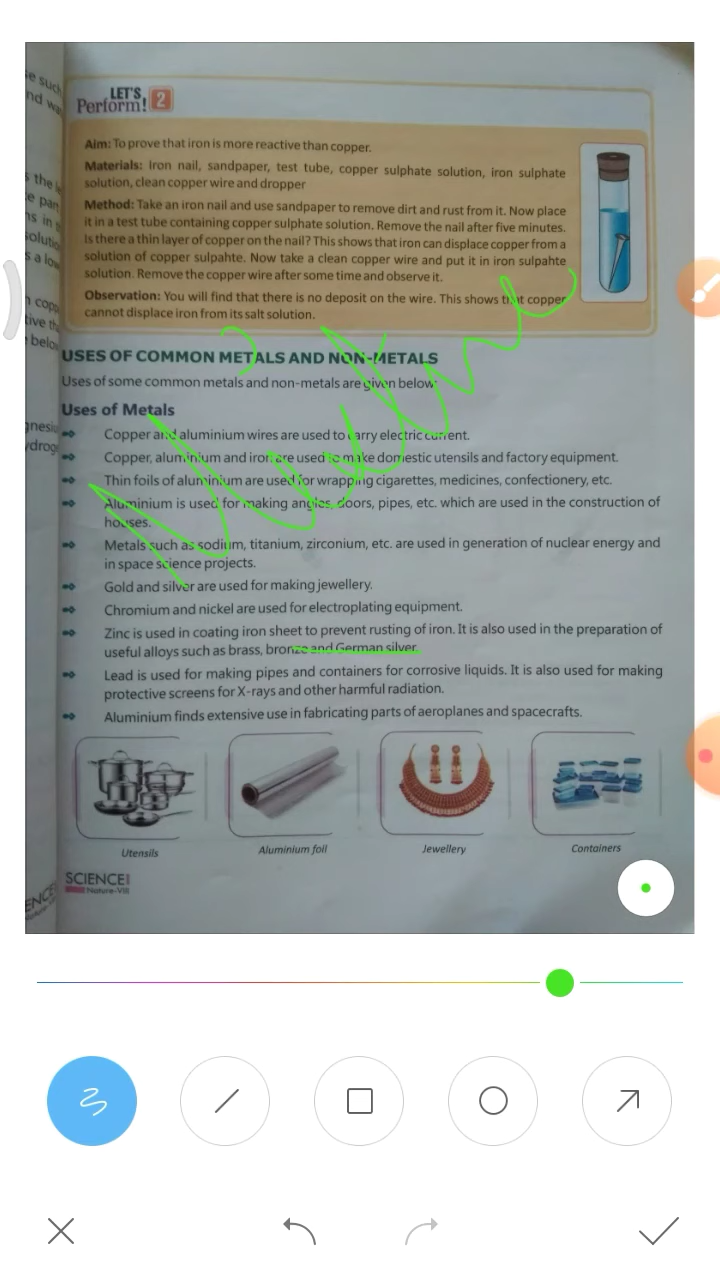 LET'S
Perform! 2
Aim: To prove that iron is more reactive than copper.
Materials: Iron nail, sandpaper, test tube, copper sulphate solution, iron sulphate
solution, clean copper wire and dropper
Method: Take an iron nail and use sandpaper to remove dirt and rust from it. Now place
it in a test tube containing copper sulphate solution. Remove the nail after five minutes.
Is there a thin layer of copper on the nail? This shows that iron can displace copper from a
solution of copper sulpahte. Now take a clean copper wire and put it in iron sulpahte
solution. Remove the copper wire after some time and observe it.
Observation: You will find that there is no deposit on the wire. This shows that copper
cannot displace iron from its salt solution.
USES OF COMMON METALS AND NON-METALS
Uses of some common metals and non-metals are given below:
Uses of Metals
Copper and aluminium wires are used to carry electric current.
Copper, aluminium and iron are used to make domestic utensils and factory equipment.
Thin foils of aluminium are used for wrapping cigarettes, medicines, confectionery, etc.
Aluminium is used for making angles, doors, pipes, etc. which are used in the construction of
houses.
Metals such as sodium, titanium, zirconium, etc. are used in generation of nuclear energy and
in space science projects.
Gold and silver are used for making jewellery.
Chromium and nickel are used for electroplating equipment.
Zinc is used in coating iron sheet to prevent rusting of iron. It is also used in the preparation of
useful alloys such as brass, bronze and German silver.
Lead is used for making pipes and containers for corrosive liquids. It is also used for making
protective screens for X-rays and other harmful radiation.
Aluminium finds extensive use in fabricating parts of aeroplanes and spacecrafts.
Utensils
Aluminium foil
Jewellery
Containers
SCIENCE
Nature-VIII